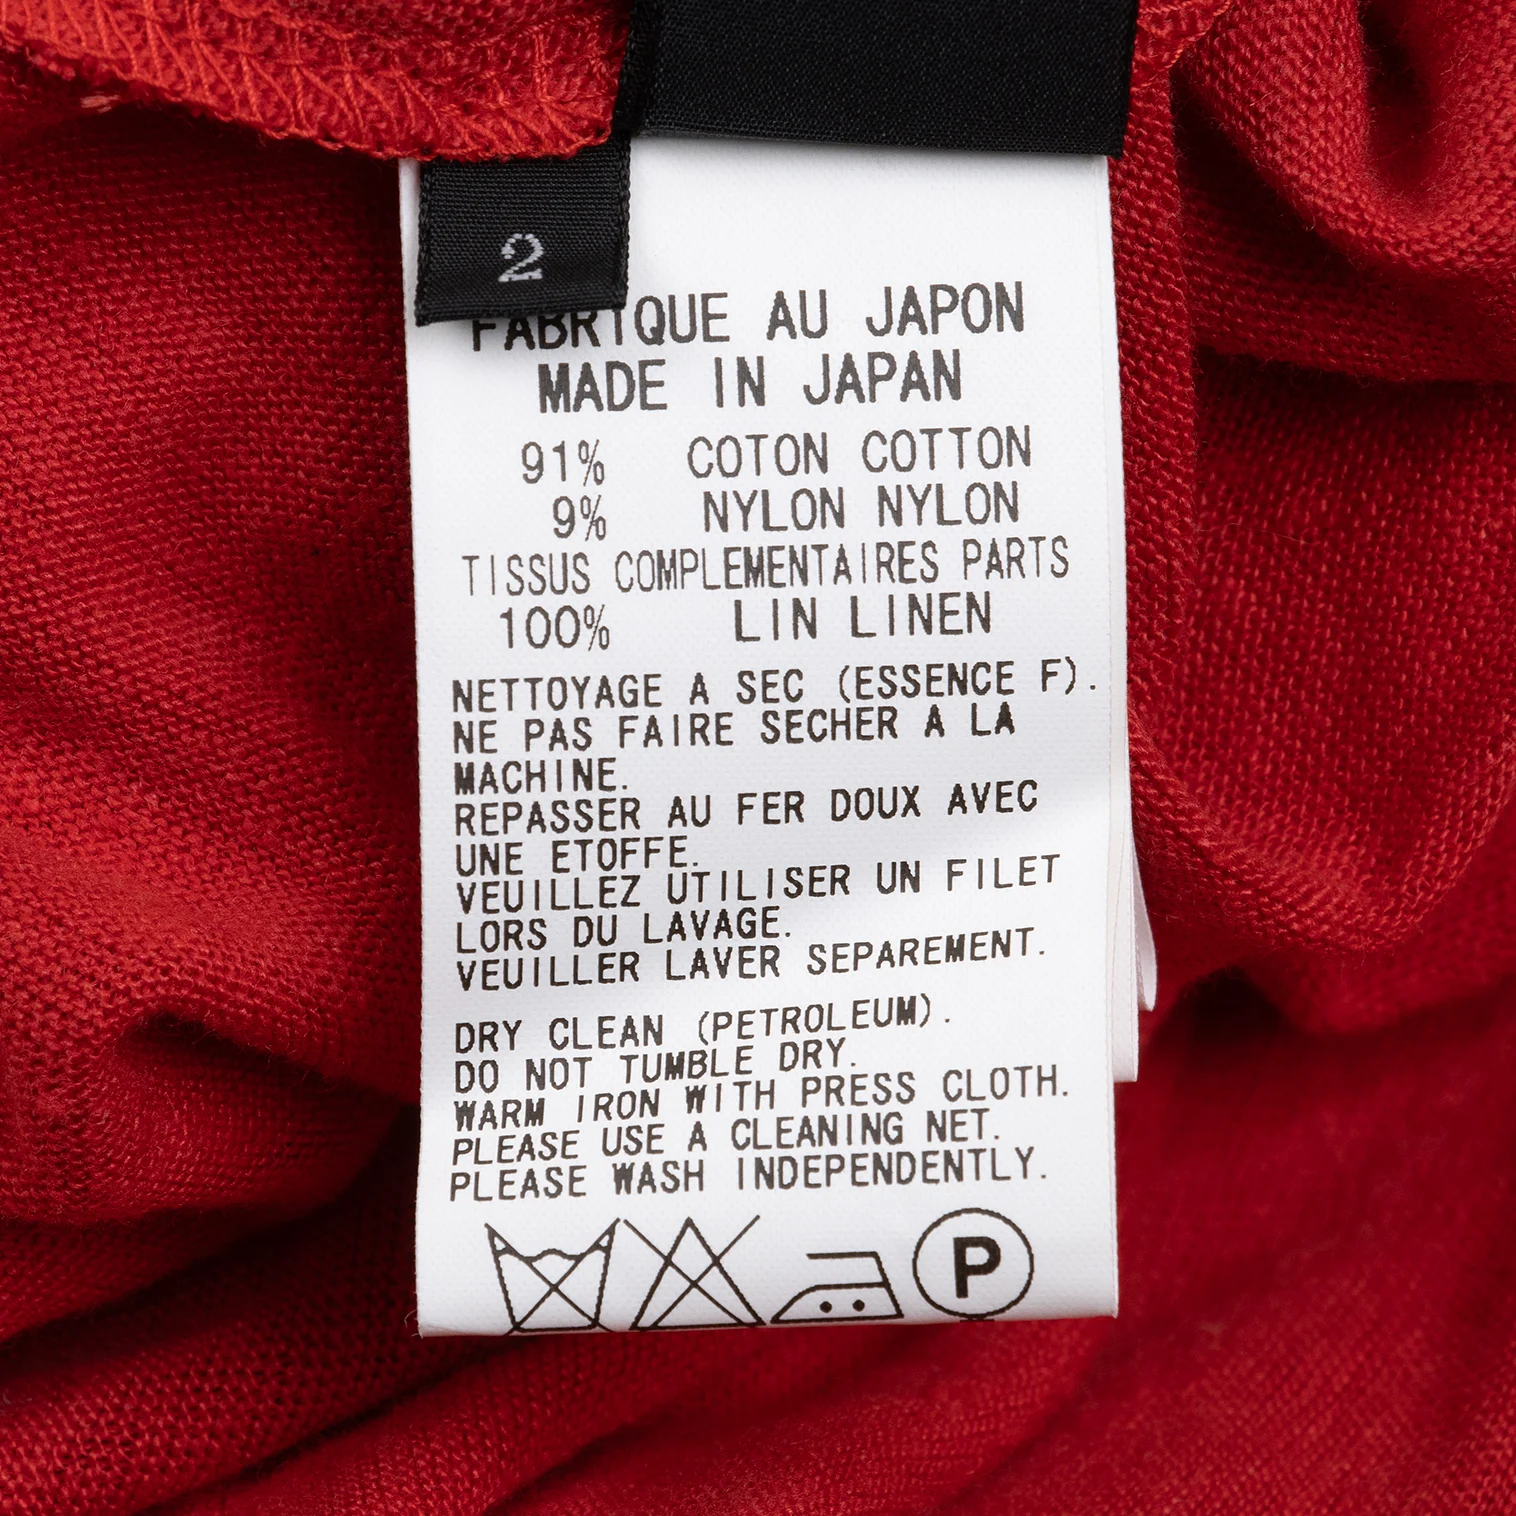 2
FABRIQUE AU JAPON
MADE IN JAPAN
91% COTON COTTON
9% NYLON NYLON
TISSUS COMPLEMENTAIRES PARTS
100% LIN LINEN
NETTOYAGE A SEC (ESSENCE F).
NE PAS FAIRE SECHER A LA
MACHINE.
REPASSER AU FER DOUX AVEC
UNE ETOFFE.
VEUILLEZ UTILISER UN FILET
LORS DU LAVAGE.
VEUILLER LAVER SEPAREMENT.
DRY CLEAN (PETROLEUM).
DO NOT TUMBLE DRY.
WARM IRON WITH PRESS CLOTH.
PLEASE USE A CLEANING NET.
PLEASE WASH INDEPENDENTLY.
P